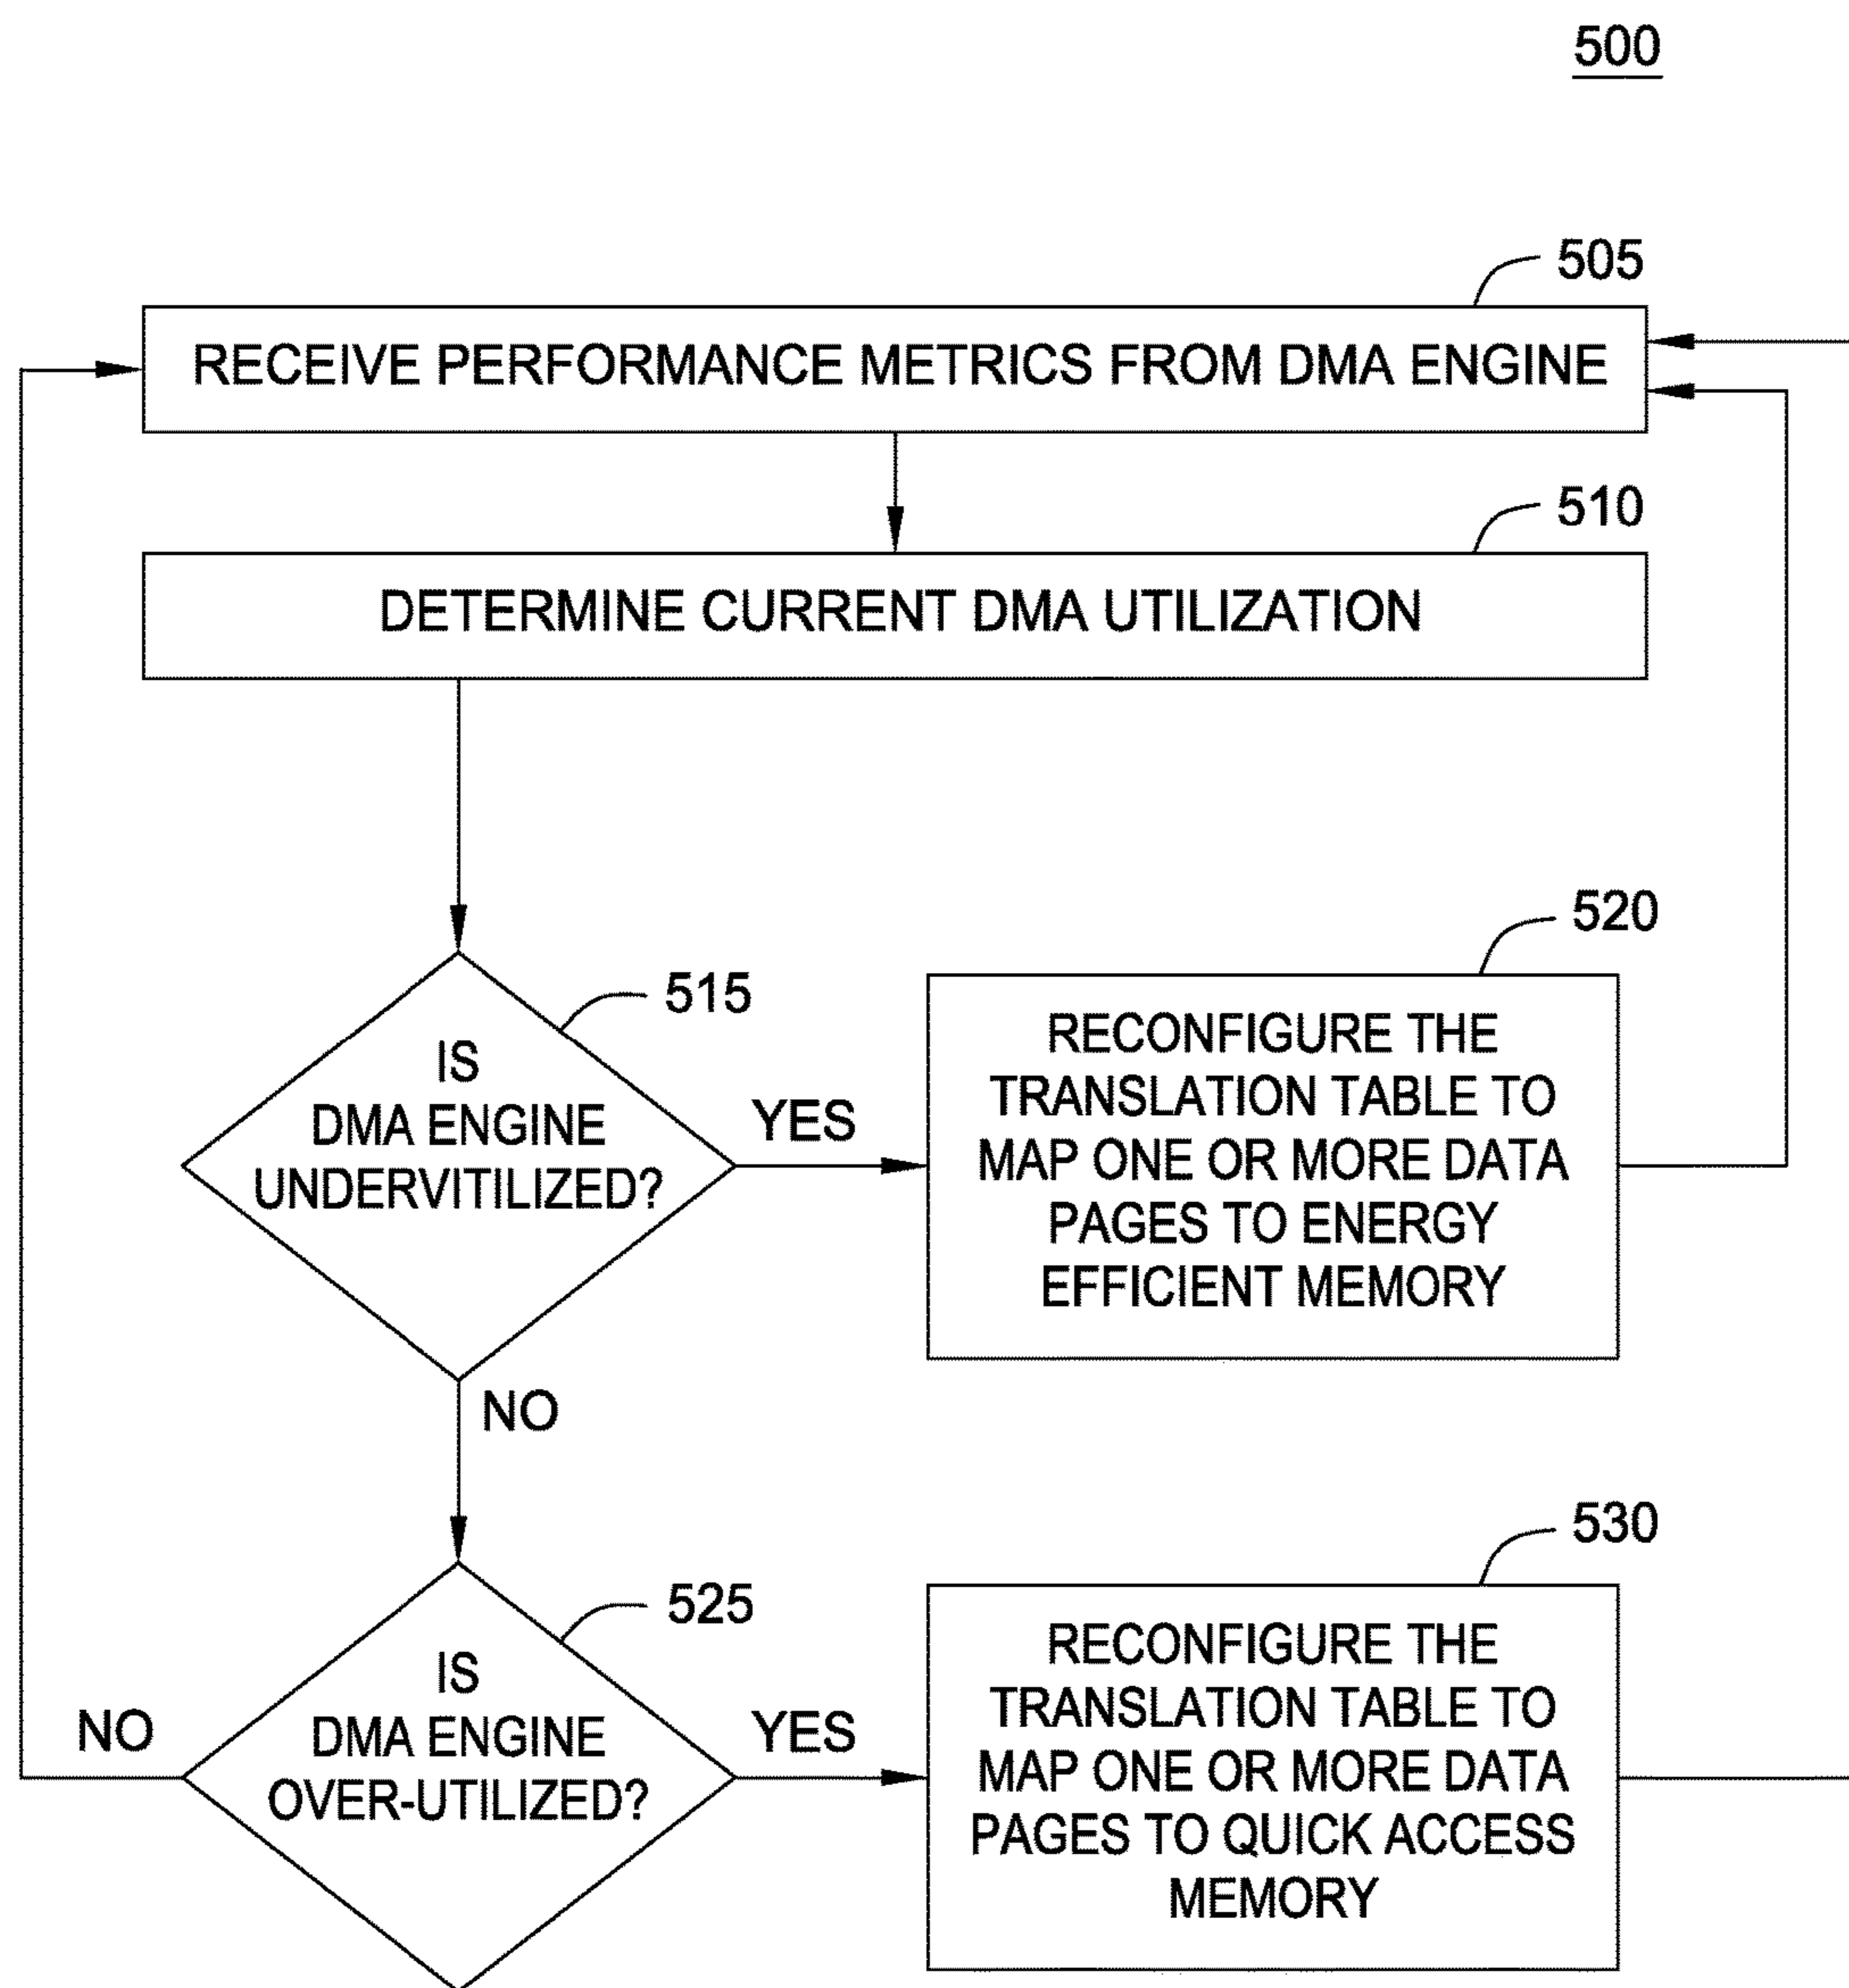 500
505
RECEIVE PERFORMANCE METRICS FROM DMA ENGINE
510
DETERMINE CURRENT DMA UTILIZATION
515
IS
DMA ENGINE
UNDERVITILIZED?
YES
NO
520
RECONFIGURE THE
TRANSLATION TABLE TO
MAP ONE OR MORE DATA
PAGES TO ENERGY
EFFICIENT MEMORY
525
IS
DMA ENGINE
OVER-UTILIZED?
NO
YES
530
RECONFIGURE THE
TRANSLATION TABLE TO
MAP ONE OR MORE DATA
PAGES TO QUICK ACCESS
MEMORY